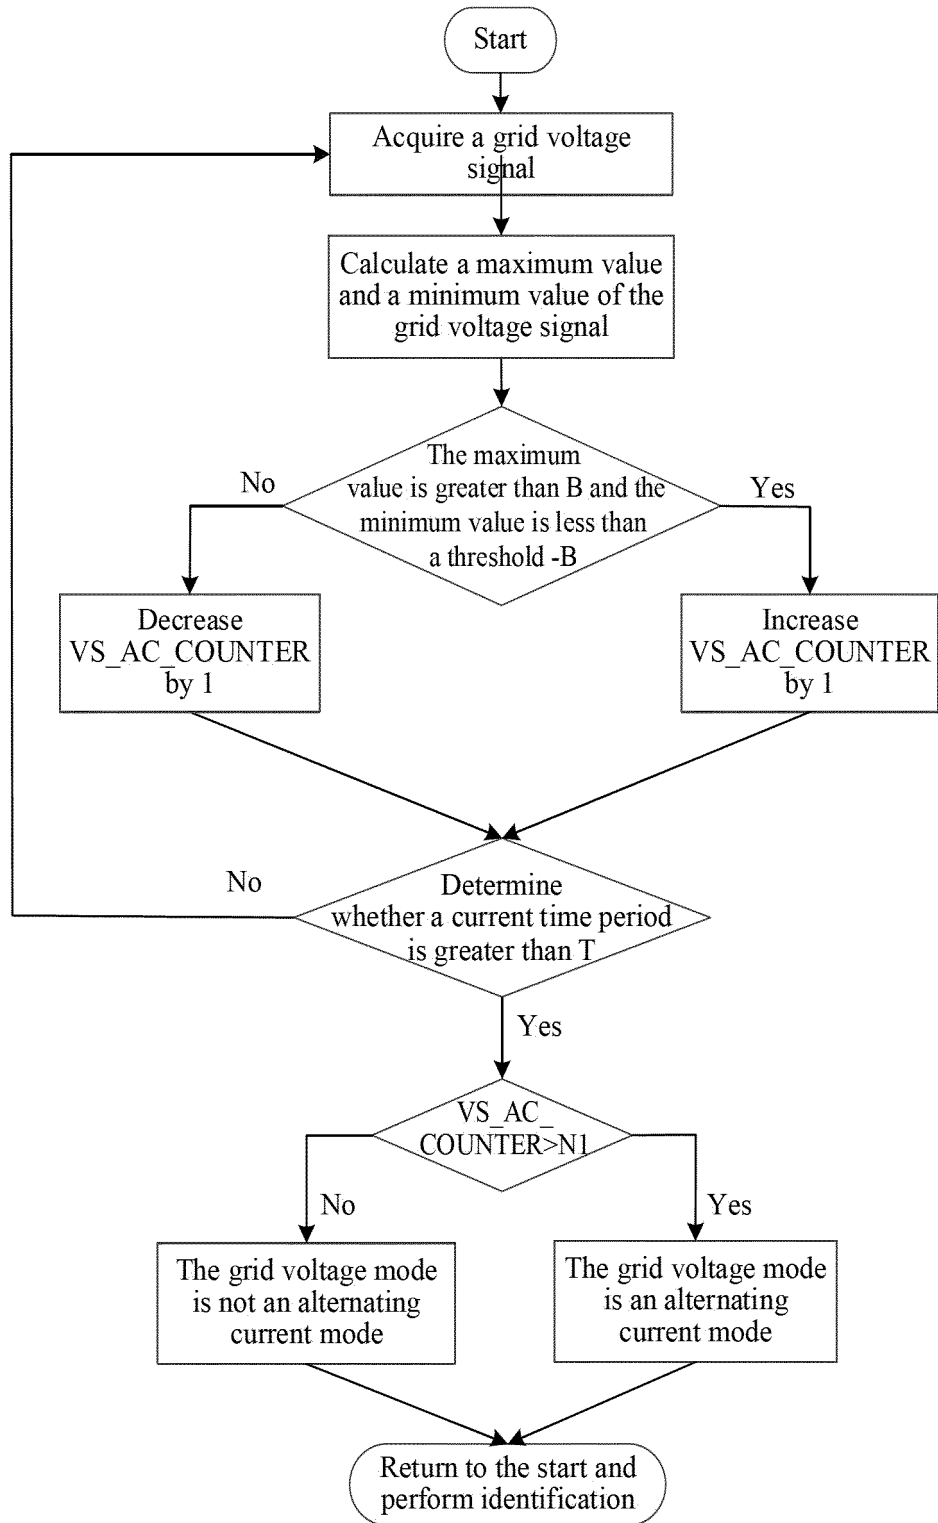 Start
Acquire a grid voltage
signal
Calculate a maximum value
and a minimum value of the
grid voltage signal
The maximum
value is greater than B and the
minimum value is less than
a threshold -B
No
Yes
Decrease
VS_AC_COUNTER
by 1
Increase
VS_AC_COUNTER
by 1
No
Determine
whether a current time period
is greater than T
Yes
VS_AC_
COUNTER>N1
No
Yes
The grid voltage mode
is not an alternating
current mode
The grid voltage mode
is an alternating
current mode
Return to the start and
perform identification